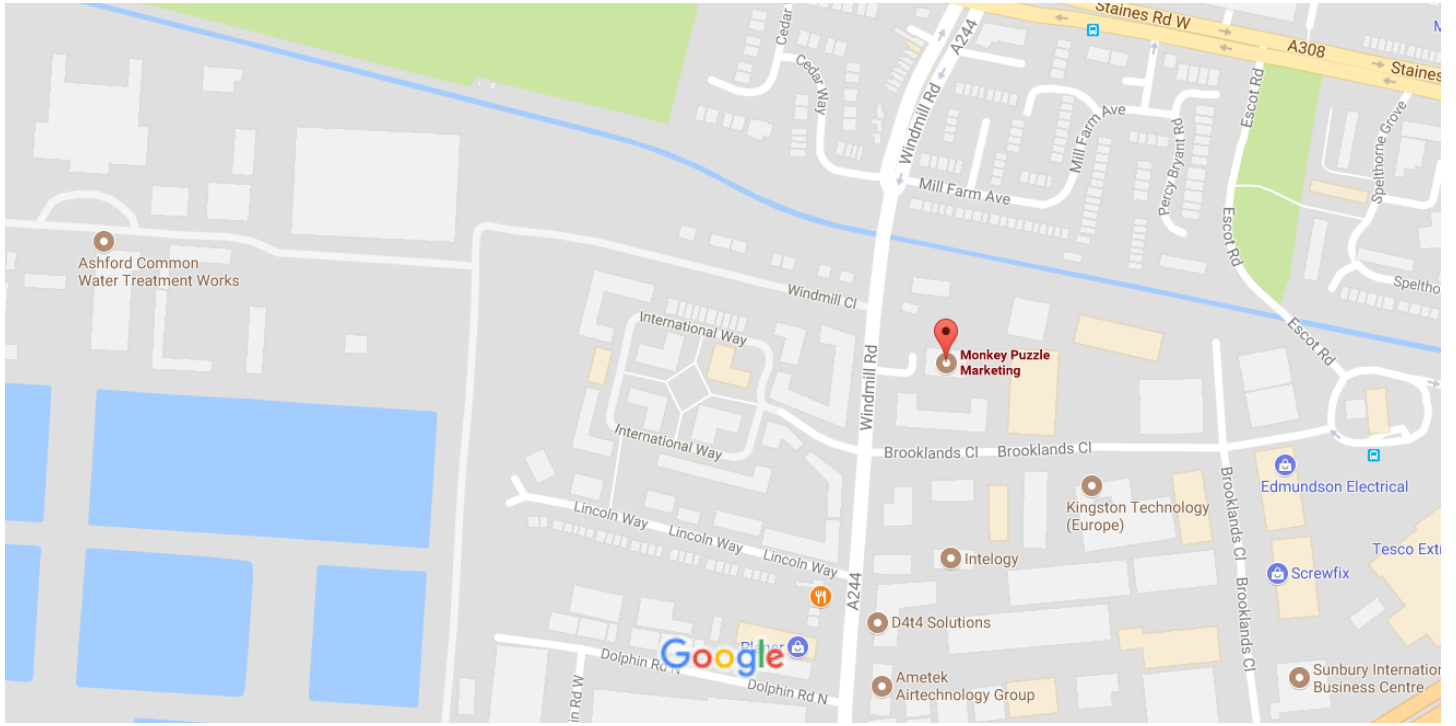 Staines Rd W
A244
A308
Staines
Cedar
Cedar Way
Windmill Rd
Mill Farm Ave
Mill Farm Ave
Percy Bryant Rd
Escot Rd
Escot Rd
Escot Rd
Spelthorne Grove
Speltho
Ashford Common
Water Treatment Works
Windmill Cl
International Way
International Way
Windmill Rd
Monkey Puzzle
Marketing
Brooklands Cl
Brooklands Cl
Brooklands Cl
Brooklands Cl
Edmundson Electrical
Kingston Technology
(Europe)
Lincoln Way
Lincoln Way
Lincoln Way
Intelogy
Tesco Extr
Screwfix
A244
D4t4 Solutions
Google
Dolphin Rd N
Dolphin Rd N
Rd W
Ametek
Airtechnology Group
Sunbury Internation
Business Centre